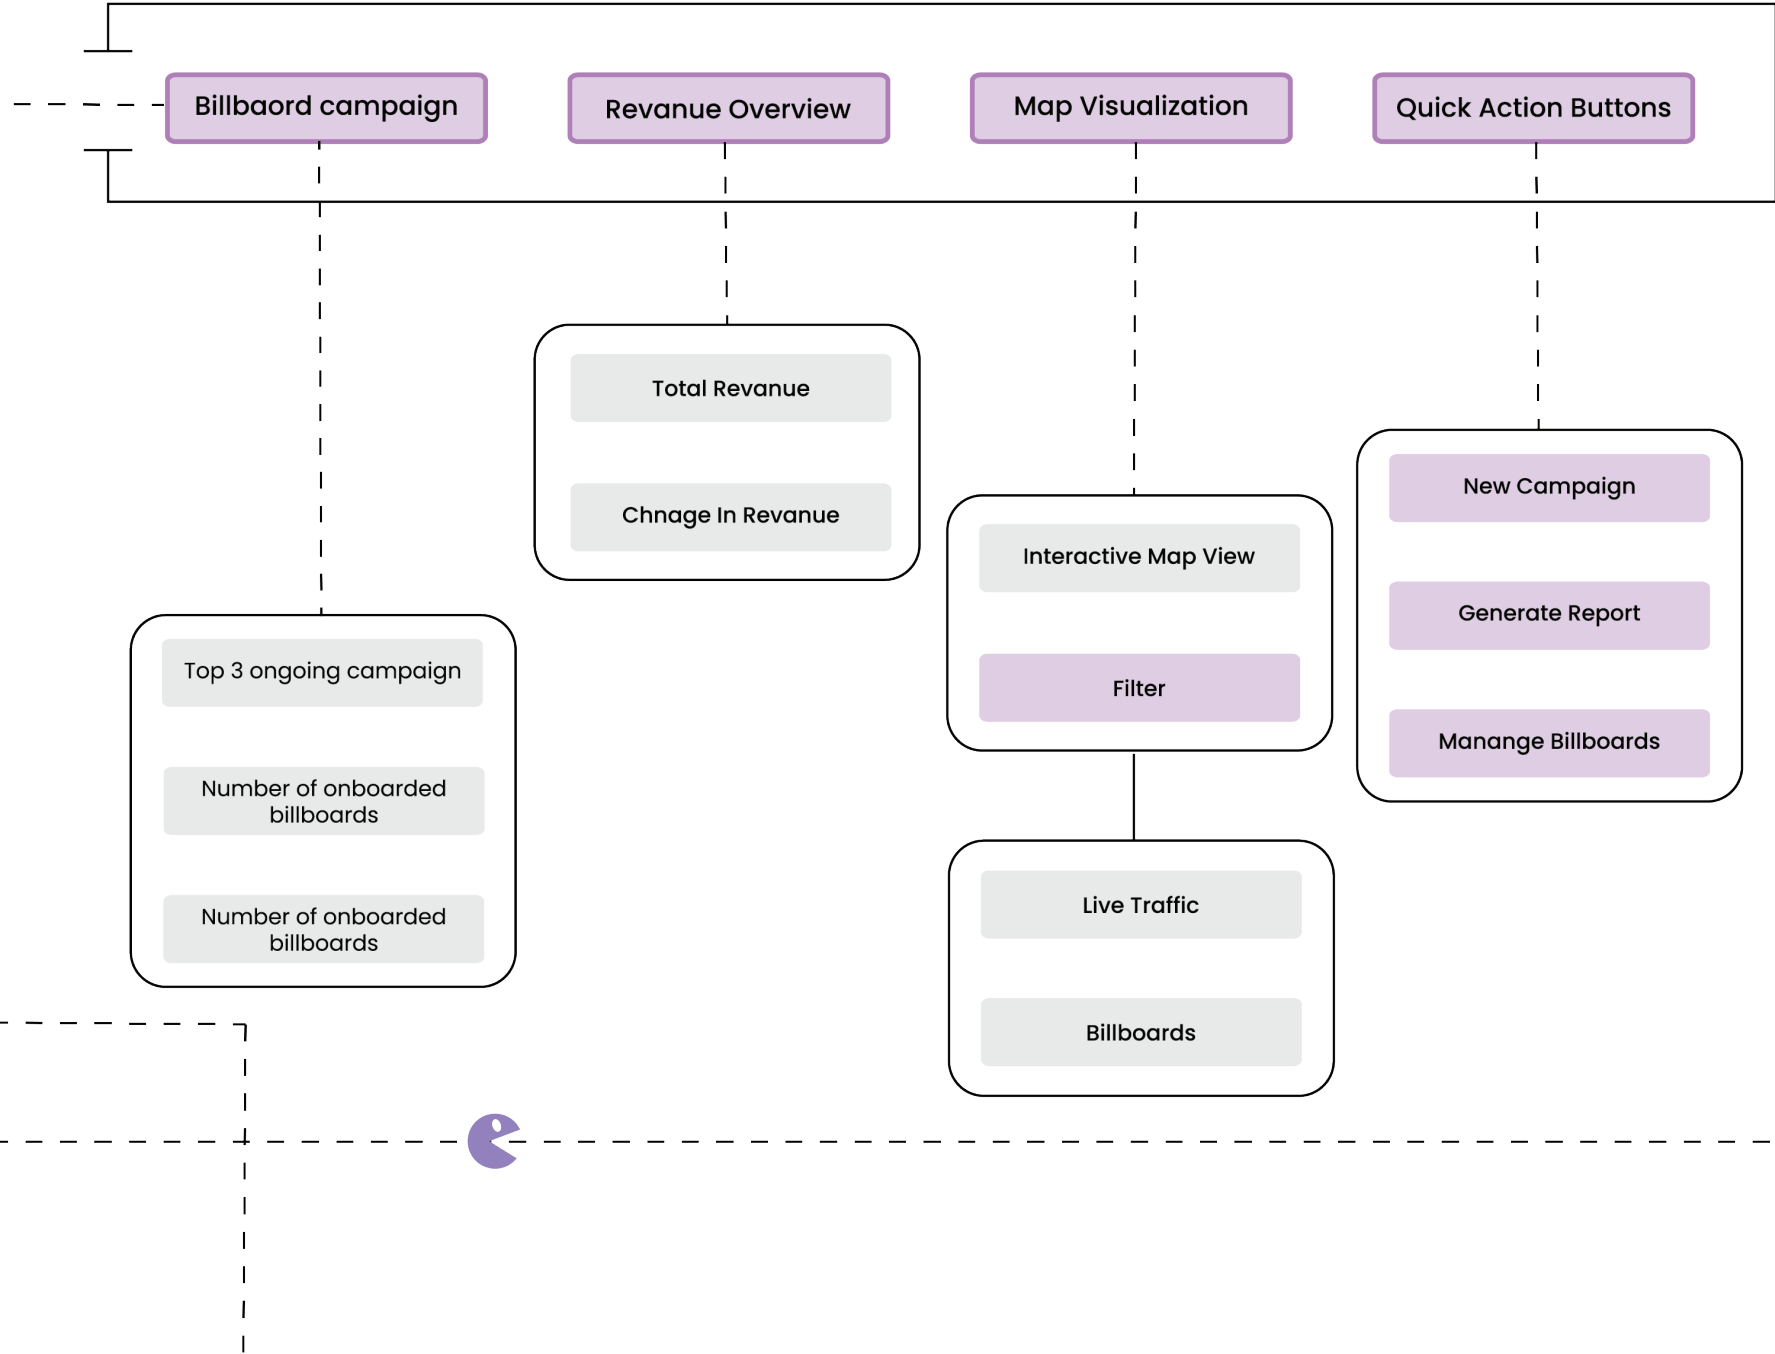 Billbaord campaign
Revanue Overview
Map Visualization
Quick Action Buttons
Top 3 ongoing campaign
Number of onboarded
billboards
Number of onboarded
billboards
Total Revanue
Chnage In Revanue
Interactive Map View
Filter
Live Traffic
Billboards
New Campaign
Generate Report
Manange Billboards